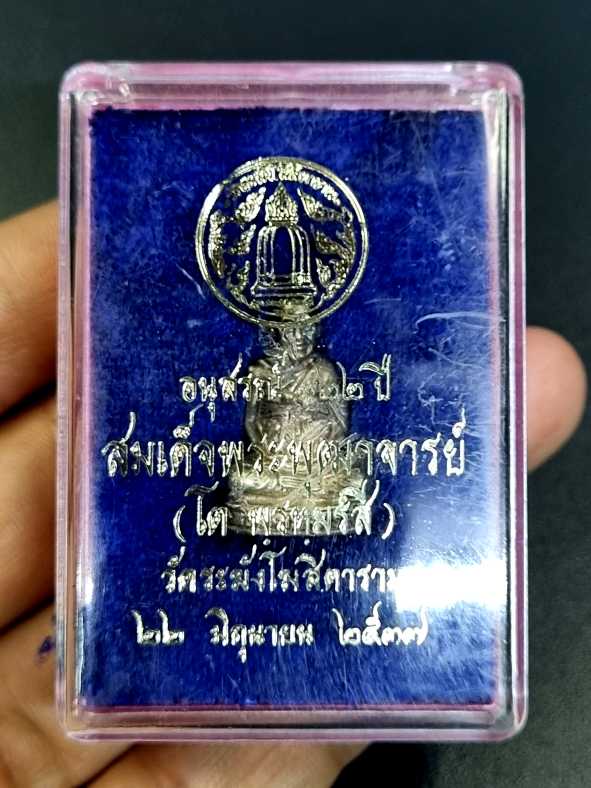 อนุสรณ์ ๑๒๒ ปี
สมเด็จพระพุฒาจารย์
(โต พฺรหฺมรํสี)
วัดระฆังโฆสิตาราม
๒๒ มิถุนายน ๒๕๓๗